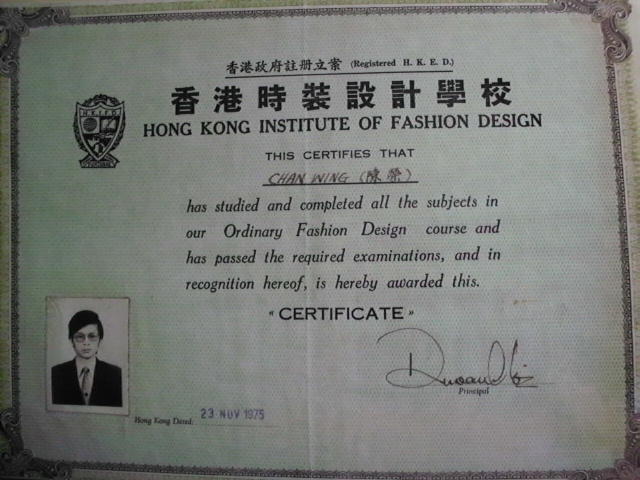 香港政府註册立案 (Registered H. K. E. D.)
香港時裝設計學校
HONG KONG INSTITUTE OF FASHION DESIGN
H.K.I.F.D.
THIS CERTIFIES THAT
CHAN WING (陳榮)
has studied and completed all the subjects in
our Ordinary Fashion Design course and
has passed the required examinations, and in
recognition hereof, is hereby awarded this.
“ CERTIFICATE ”
Principal
Hong Kong Dated: 23 NOV 1975